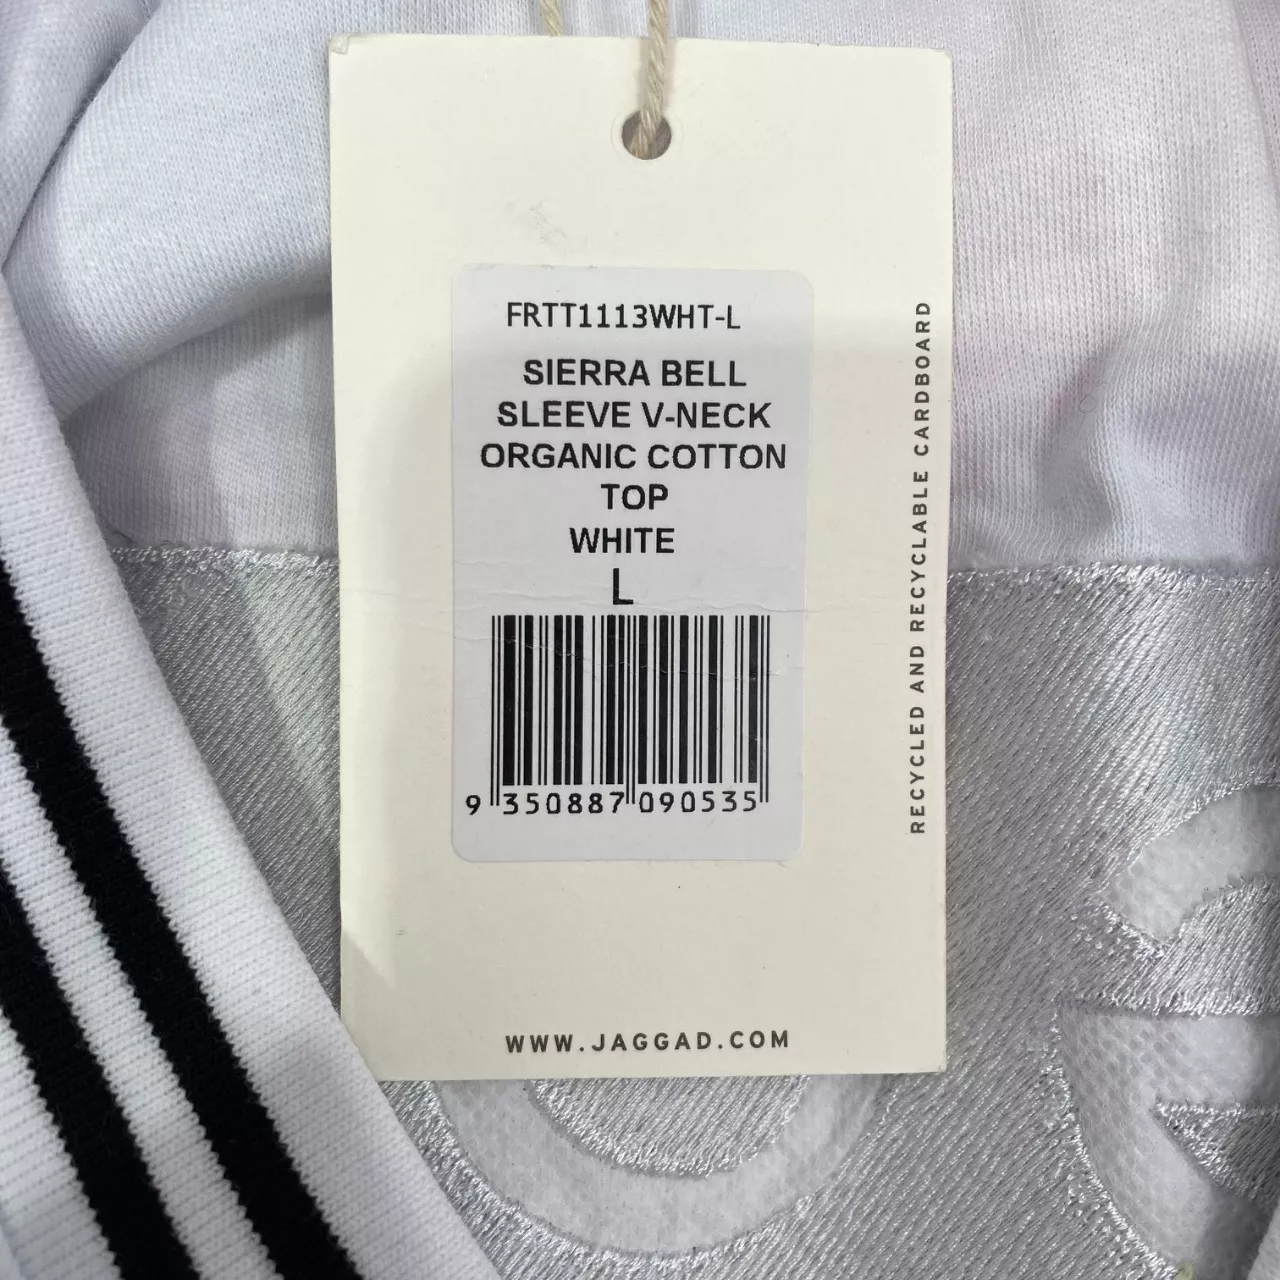 FRTT1113WHT-L
SIERRA BELL
SLEEVE V-NECK
ORGANIC COTTON
TOP
WHITE
L
9 350887 090535
RECYCLED AND RECYCLABLE CARDBOARD
WWW.JAGGAD.COM